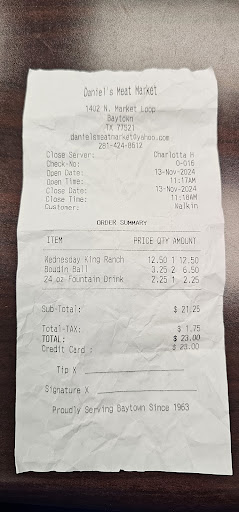 Daniel's Meat Market
1402 N. Market Loop
Baytown
TX 77521
danielsmeatmarket@yahoo.com
281-424-8512
Close Server: Charlotta H
Check-No: O-016
Open Date: 13-Nov-2024
Open Time: 11:17AM
Close Date: 13-Nov-2024
Close Time: 11:18AM
Customer: Walkin
ORDER SUMMARY
ITEM PRICE QTY AMOUNT
Wednesday King Ranch 12.50 1 12.50
Boudin Ball 3.25 2 6.50
24 oz Fountain Drink 2.25 1 2.25
Sub-Total: $ 21.25
Total-TAX: $ 1.75
TOTAL: $ 23.00
Credit Card : $ 23.00
Tip X
Signature X
Proudly Serving Baytown Since 1963